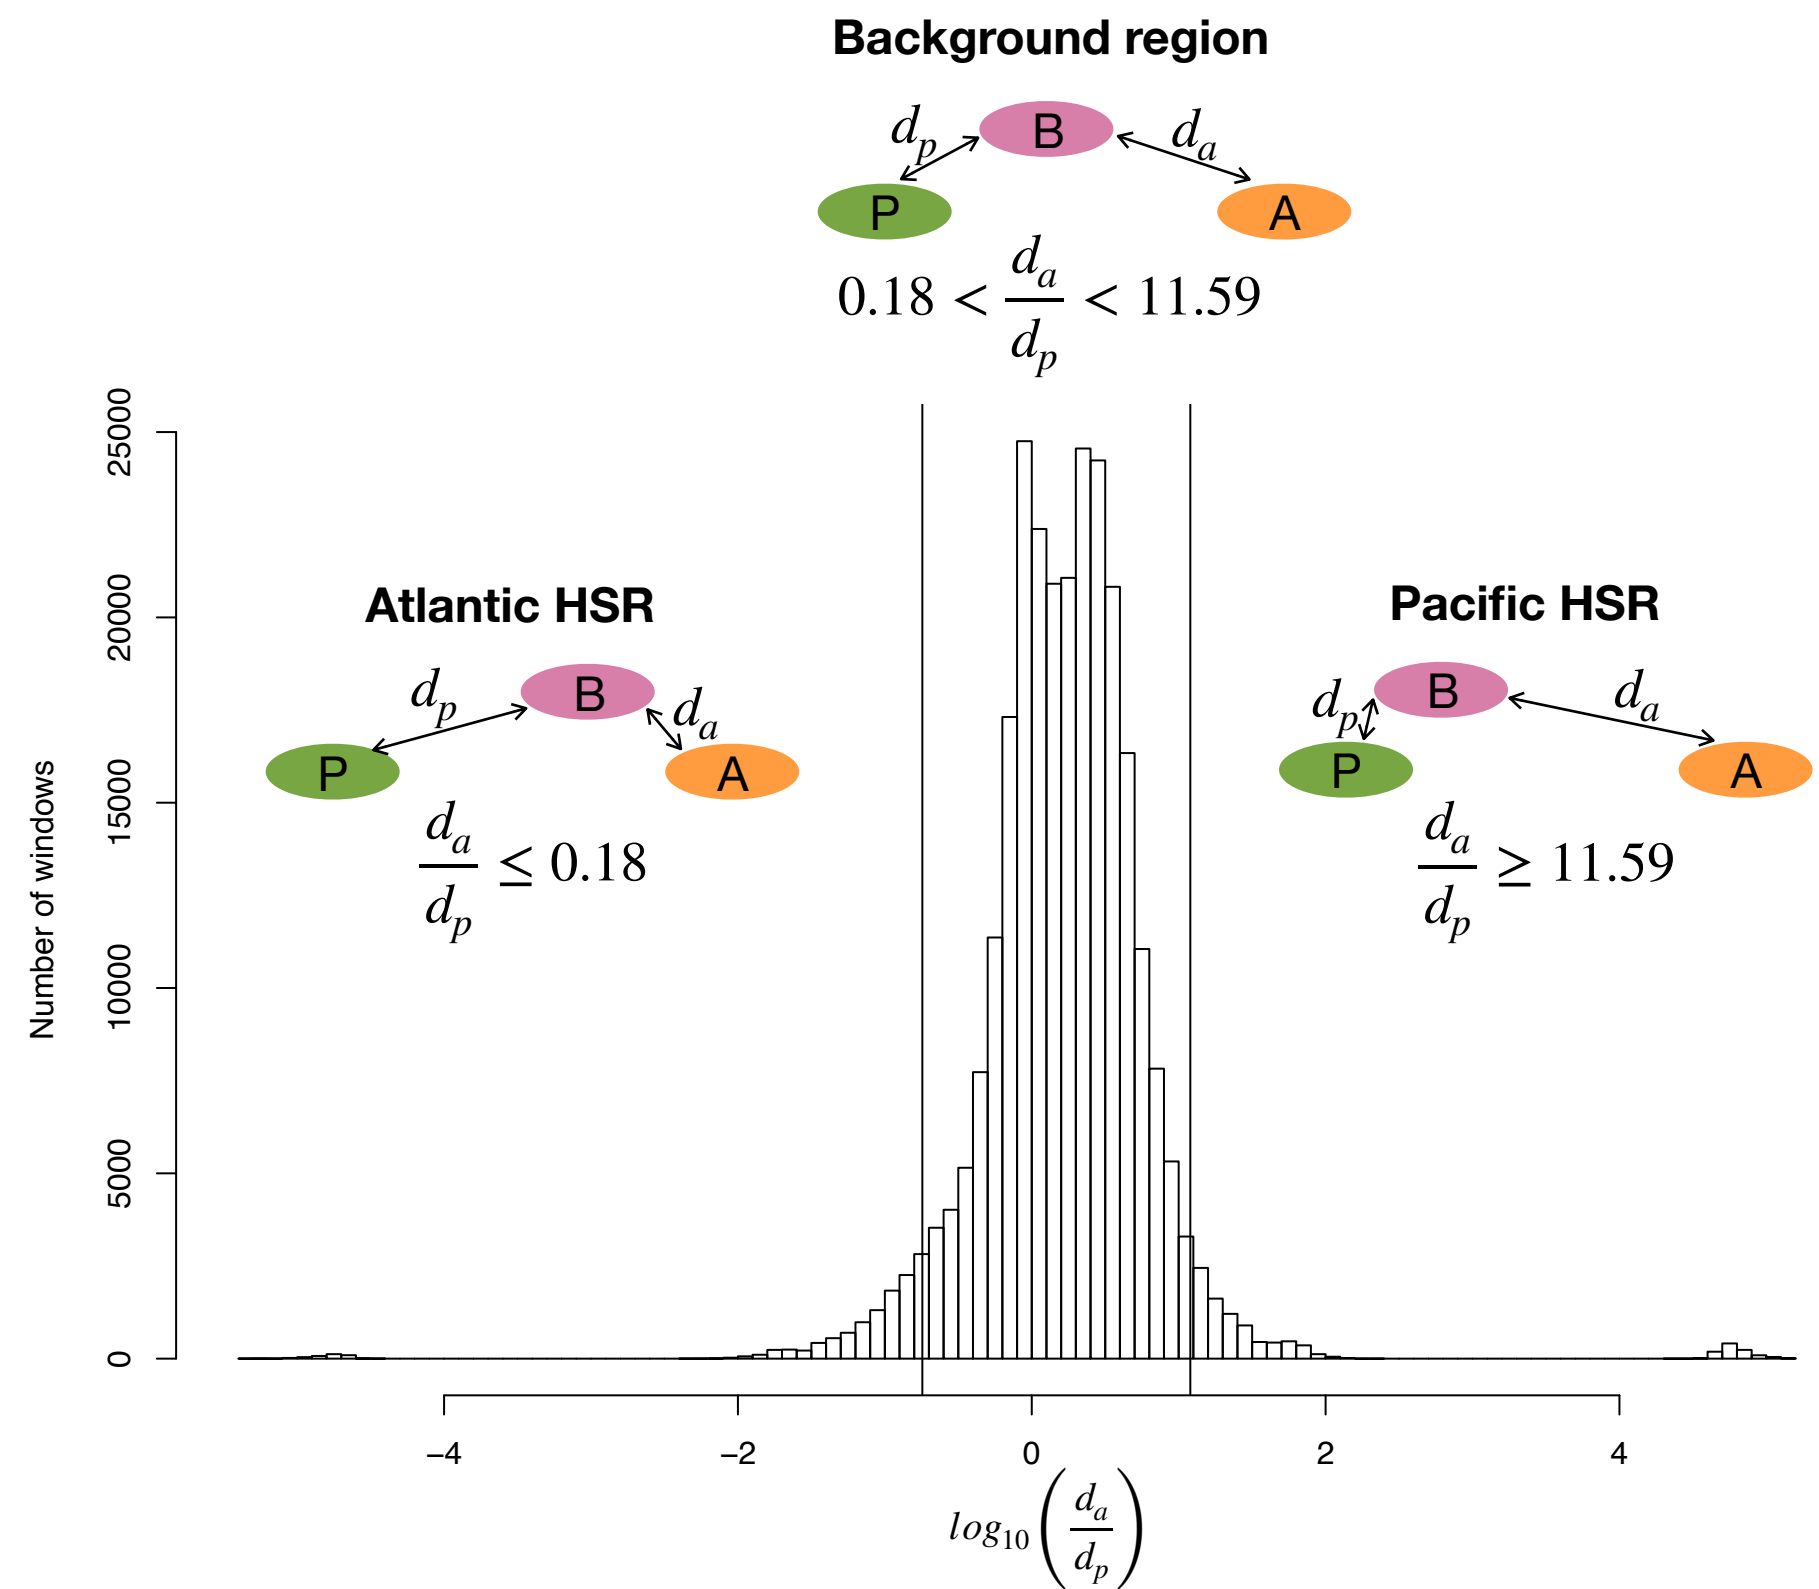 Background region
B
d_p
d_a
P
A
0.18 < d_a/d_p < 11.59
Atlantic HSR
B
d_p
d_a
P
A
d_a/d_p ≤ 0.18
Pacific HSR
B
d_p
d_a
P
A
d_a/d_p ≥ 11.59
Number of windows
25000
20000
15000
10000
5000
0
−4
−2
0
2
4
log_10(d_a/d_p)